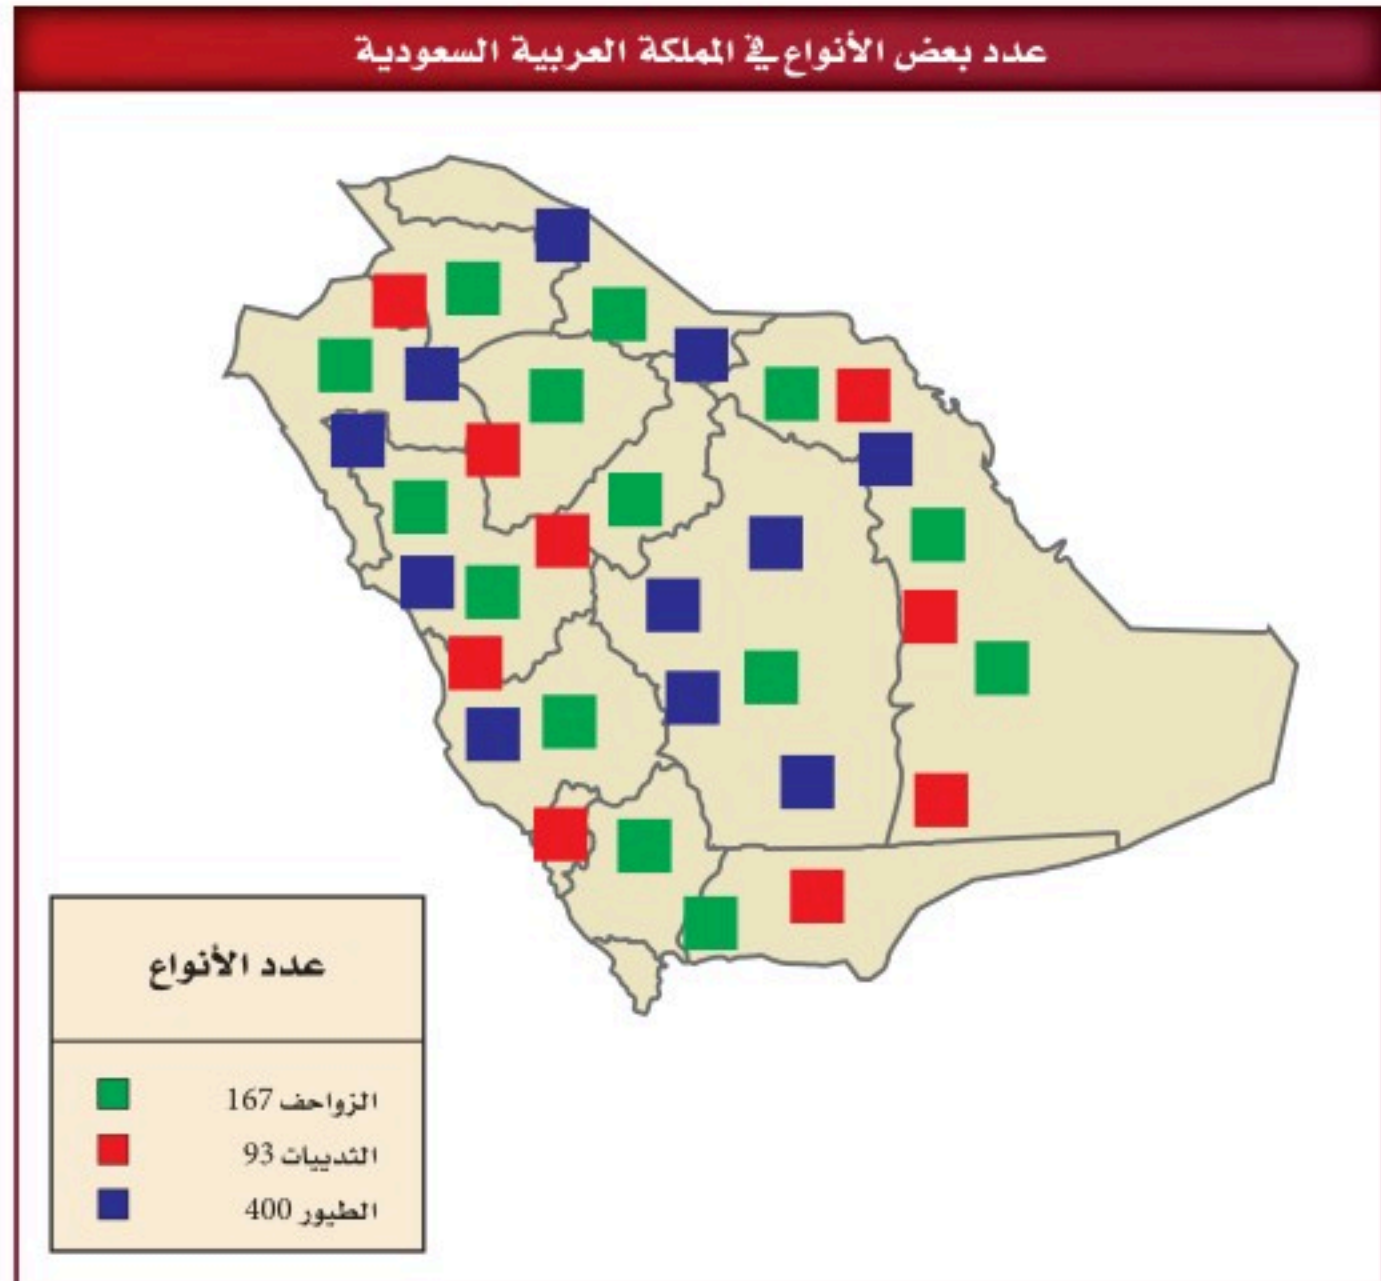 عدد بعض الأنواع في المملكة العربية السعودية
عدد الأنواع
الزواحف 167
الثدييات 93
الطيور 400